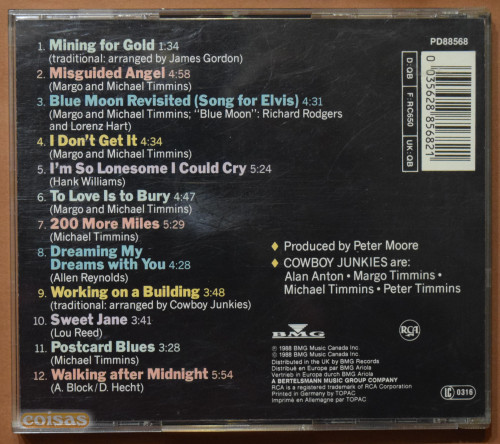 1. Mining for Gold 1:34
(traditional: arranged by James Gordon)
2. Misguided Angel 4:58
(Margo and Michael Timmins)
3. Blue Moon Revisited (Song for Elvis) 4:31
(Margo and Michael Timmins; "Blue Moon": Richard Rodgers
and Lorenz Hart)
4. I Don't Get It 4:34
(Margo and Michael Timmins)
5. I'm So Lonesome I Could Cry 5:24
(Hank Williams)
6. To Love Is to Bury 4:47
(Margo and Michael Timmins)
7. 200 More Miles 5:29
(Michael Timmins)
8. Dreaming My
Dreams with You 4:28
(Allen Reynolds)
9. Working on a Building 3:48
(traditional: arranged by Cowboy Junkies)
10. Sweet Jane 3:41
(Lou Reed)
11. Postcard Blues 3:28
(Michael Timmins)
12. Walking after Midnight 5:54
(A. Block/D. Hecht)
PD88568
D: QB
F: RC650
UK: QB
0 035628 856821
♦ Produced by Peter Moore
♦ COWBOY JUNKIES are:
Alan Anton • Margo Timmins •
Michael Timmins • Peter Timmins
BMG
RCA
℗ 1988 BMG Music Canada Inc.
© 1988 BMG Music Canada Inc.
Distributed in the UK by BMG Records
Distribué en Europe par BMG Ariola
Vertrieb in Europa durch BMG Ariola
A BERTELSMANN MUSIC GROUP COMPANY
RCA is a registered trademark of RCA Corporation
Printed in Germany by TOPAC
Imprimé en Allemagne par TOPAC
LC 0316
coisas